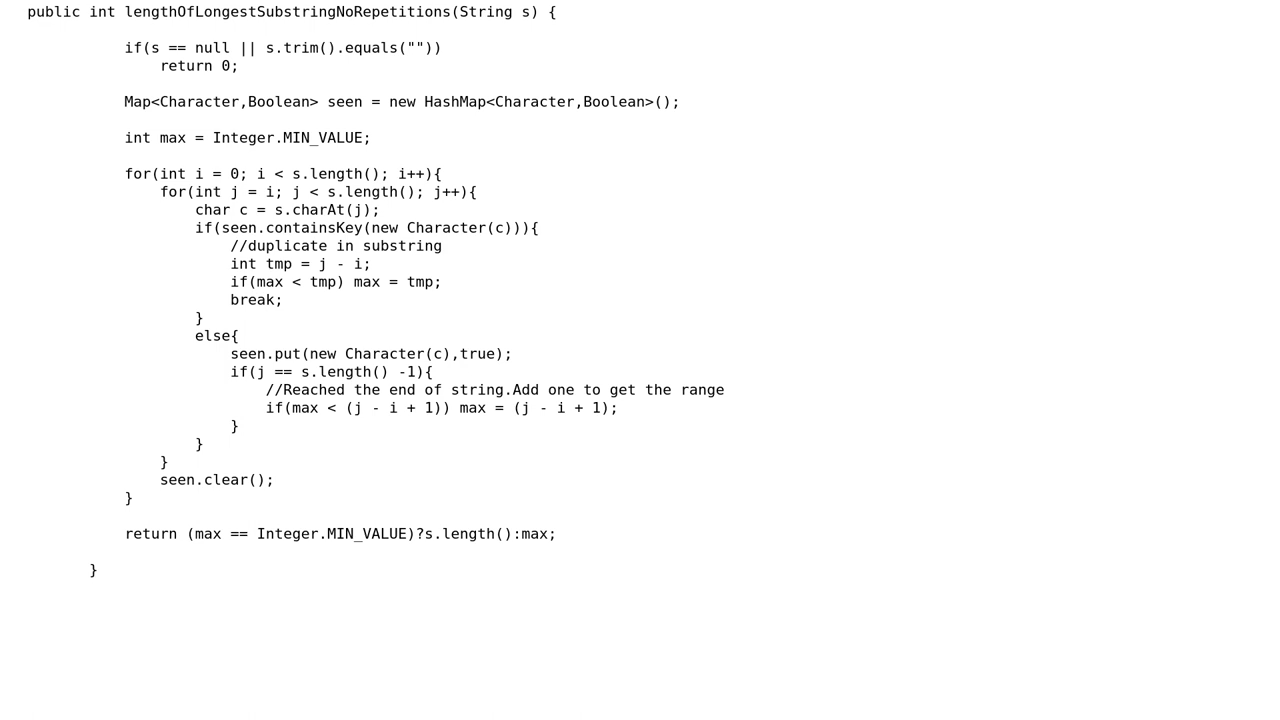 public int lengthOfLongestSubstringNoRepetitions(String s) {
if(s == null || s.trim().equals(""))
return 0;
Map<Character,Boolean> seen = new HashMap<Character,Boolean>();
int max = Integer.MIN_VALUE;
for(int i = 0; i < s.length(); i++){
for(int j = i; j < s.length(); j++){
char c = s.charAt(j);
if(seen.containsKey(new Character(c))){
//duplicate in substring
int tmp = j - i;
if(max < tmp) max = tmp;
break;
}
else{
seen.put(new Character(c),true);
if(j == s.length() -1){
//Reached the end of string.Add one to get the range
if(max < (j - i + 1)) max = (j - i + 1);
}
}
}
seen.clear();
}
return (max == Integer.MIN_VALUE)?s.length():max;
}